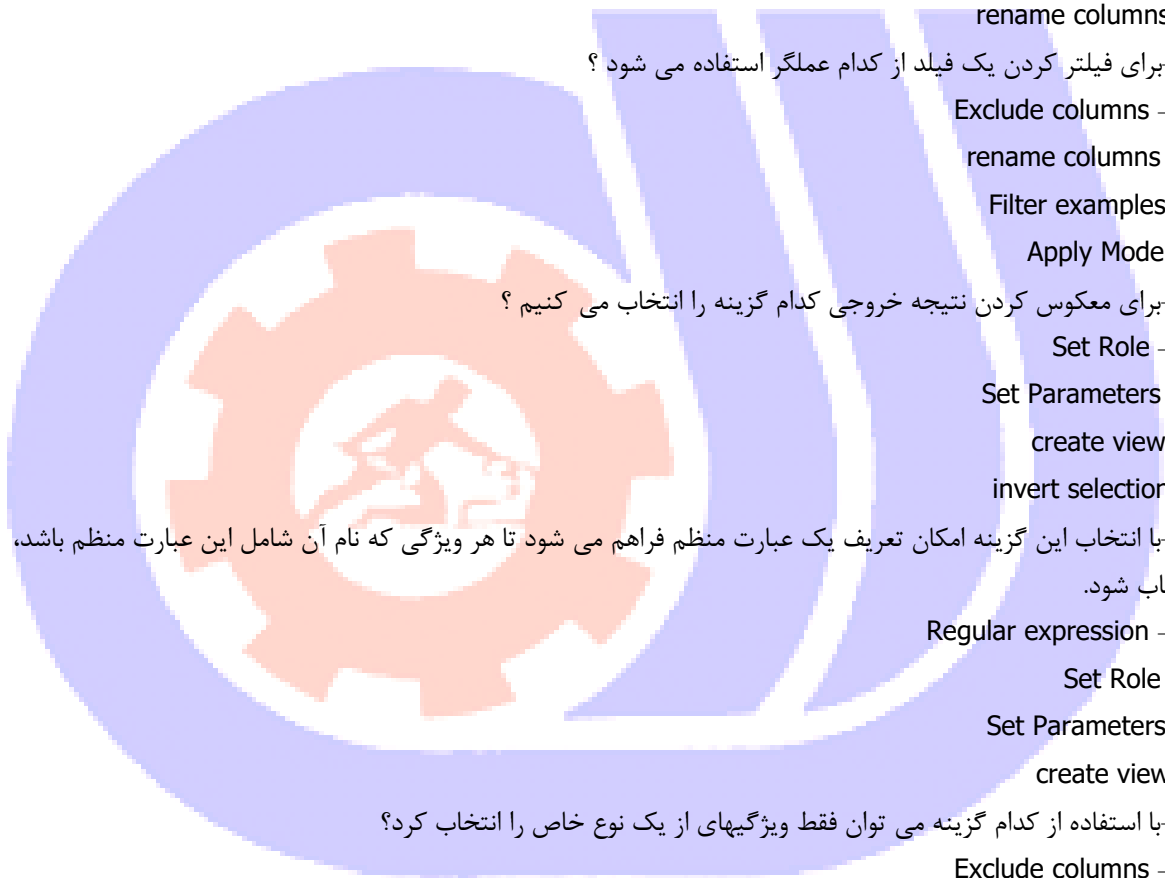 rename columns
-برای فیلتر کردن یک فیلد از کدام عملگر استفاده می شود ؟
- Exclude columns
rename columns
Filter examples
Apply Mode
-برای معکوس کردن نتیجه خروجی کدام گزینه را انتخاب می کنیم ؟
- Set Role
Set Parameters
create view
invert selection
-با انتخاب این گزینه امکان تعریف یک عبارت منظم فراهم می شود تا هر ویژگی که نام آن شامل این عبارت منظم باشد،
اب شود.
- Regular expression
Set Role
Set Parameters
create view
-با استفاده از کدام گزینه می توان فقط ویژگیهای از یک نوع خاص را انتخاب کرد؟
- Exclude columns